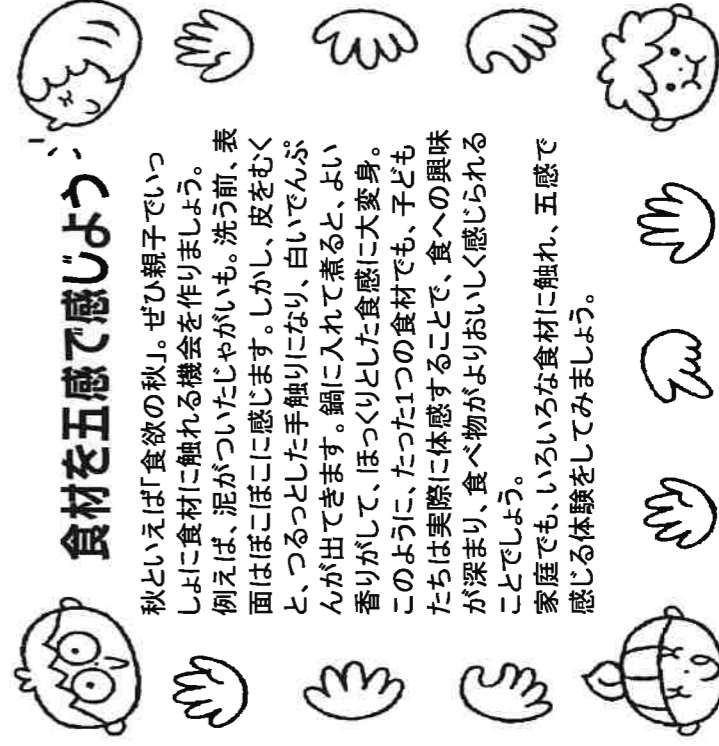 食材を五感で感じよう
秋といえば「食欲の秋」。ぜひ親子でいっ
しょに食材に触れる機会を作りましょう。
例えば、泥がついたじゃがいも。洗う前、表
面はぼこぼこに感じます。しかし、皮をむく
と、つるっとした手触りになり、白いでんぷ
んが出てきます。鍋に入れて煮ると、よい
香りがして、ほっくりとした食感に大変身。
このように、たった1つの食材でも、子ども
たちは実際に体感することで、食への興味
が深まり、食べ物がよりおいしく感じられる
ことでしょう。
家庭でも、いろいろな食材に触れ、五感で
感じる体験をしてみましょう。